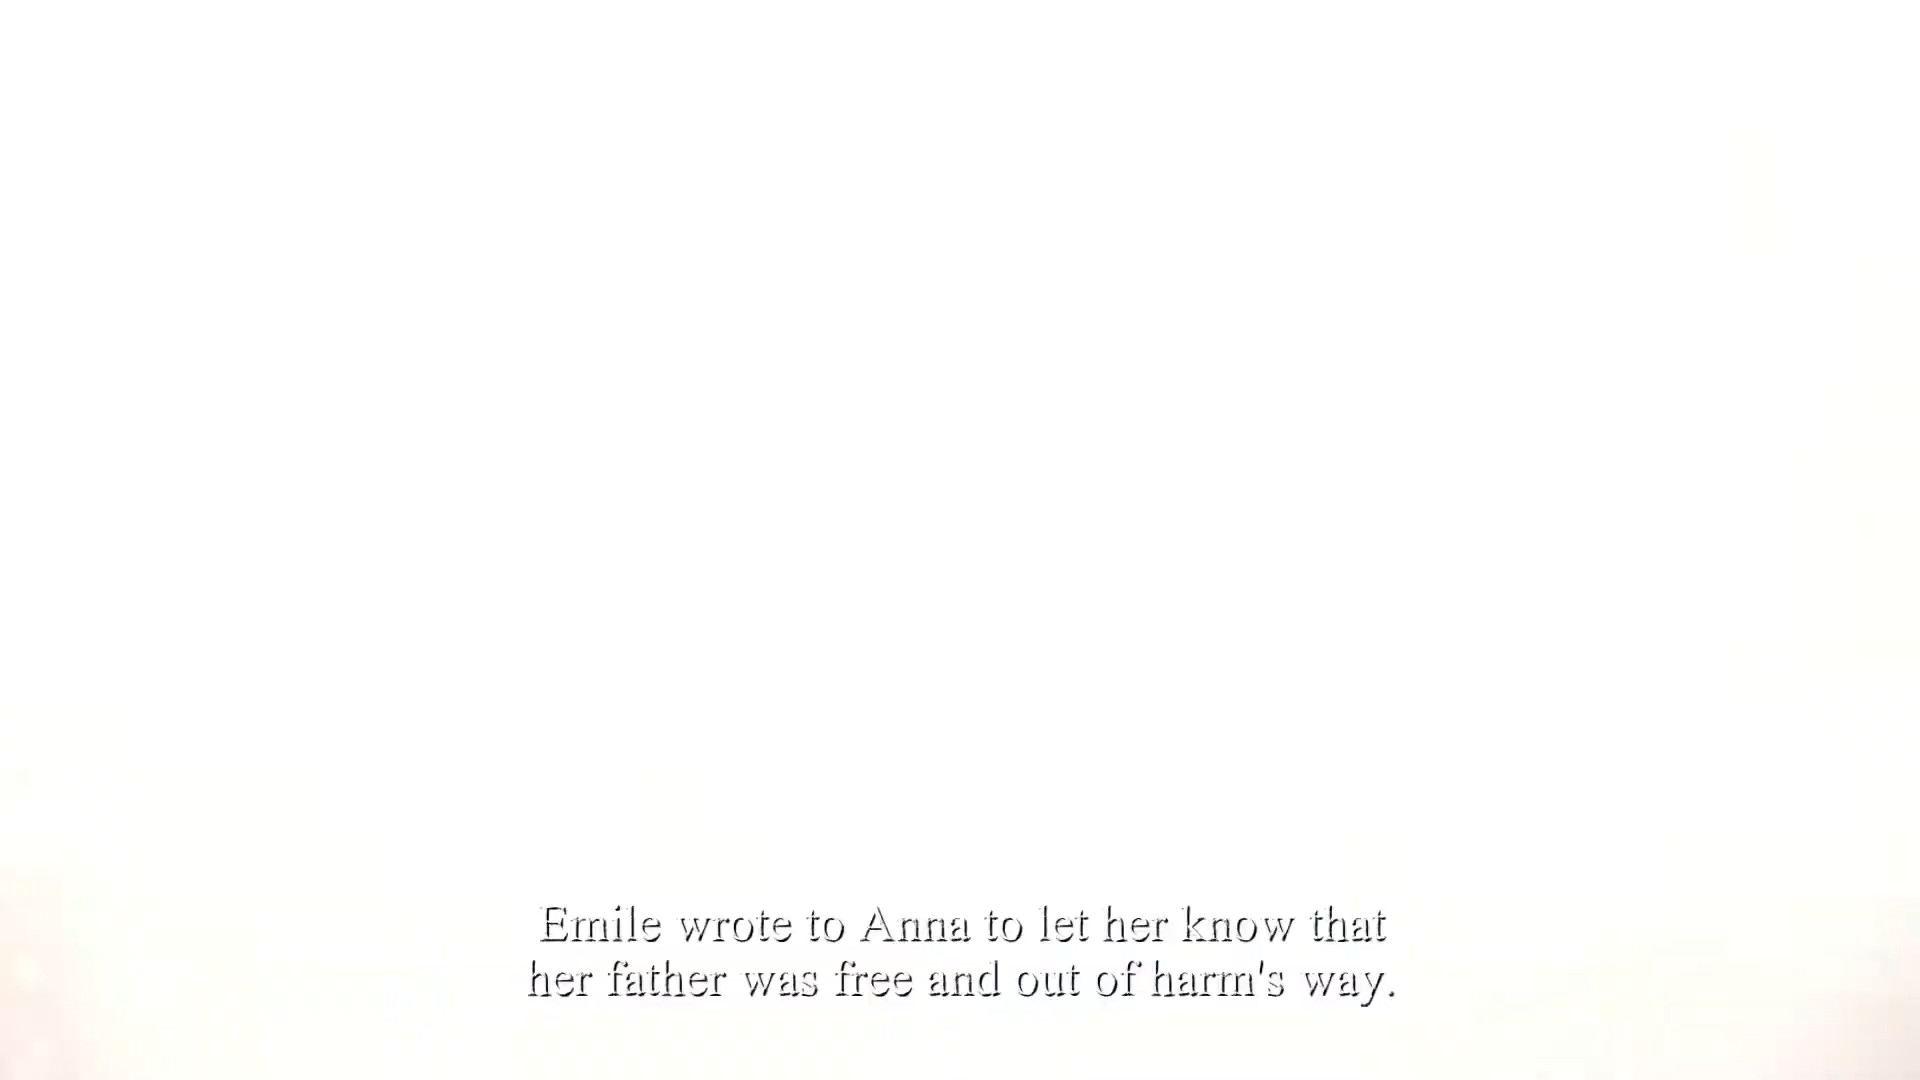 Emile wrote to Anna to let her know that
her father was free and out of harm's way.